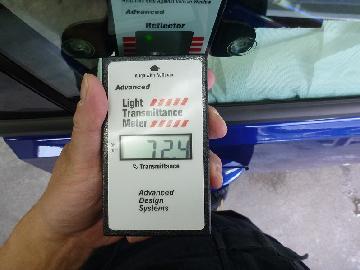 Advanced
Reflector
Advanced
Light
Transmittance
Meter
72.4
% Transmittance
Advanced
Design
Systems